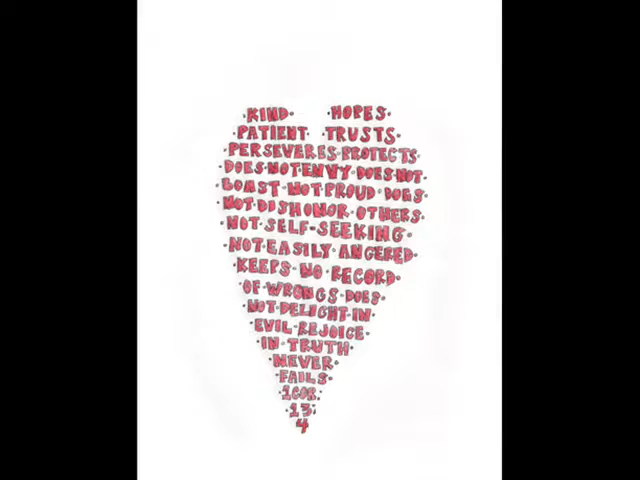 ·KIND· ·HOPES·
·PATIENT· TRUSTS·
·PERSEVERES·PROTECTS·
·DOES·NOT·ENVY·DOES·NOT·
·BOAST·NOT·PROUD·DOES·
·NOT·DISHONOR·OTHERS·
·NOT·SELF-SEEKING·
·NOT·EASILY·ANGERED·
·KEEPS·NO·RECORD·
·OF·WRONGS·DOES·
·NOT·DELIGHT·IN·
·EVIL·REJOICE·
·IN·TRUTH·
·NEVER·
·FAILS·
·1COR·
·13:
4